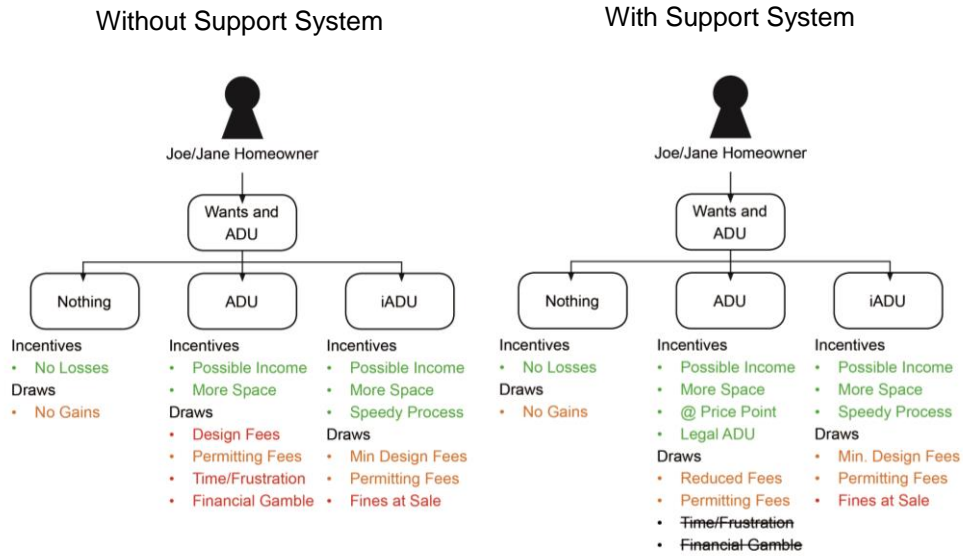 Without Support System
Joe/Jane Homeowner
Wants and
ADU
Nothing
ADU
iADU
Incentives
• No Losses
Draws
• No Gains
Incentives
• Possible Income
• More Space
Draws
• Design Fees
• Permitting Fees
• Time/Frustration
• Financial Gamble
Incentives
• Possible Income
• More Space
• Speedy Process
Draws
• Min Design Fees
• Permitting Fees
• Fines at Sale
With Support System
Joe/Jane Homeowner
Wants and
ADU
Nothing
ADU
iADU
Incentives
• No Losses
Draws
• No Gains
Incentives
• Possible Income
• More Space
• @ Price Point
• Legal ADU
Draws
• Reduced Fees
• Permitting Fees
• Time/Frustration
• Financial Gamble
Incentives
• Possible Income
• More Space
• Speedy Process
Draws
• Min. Design Fees
• Permitting Fees
• Fines at Sale